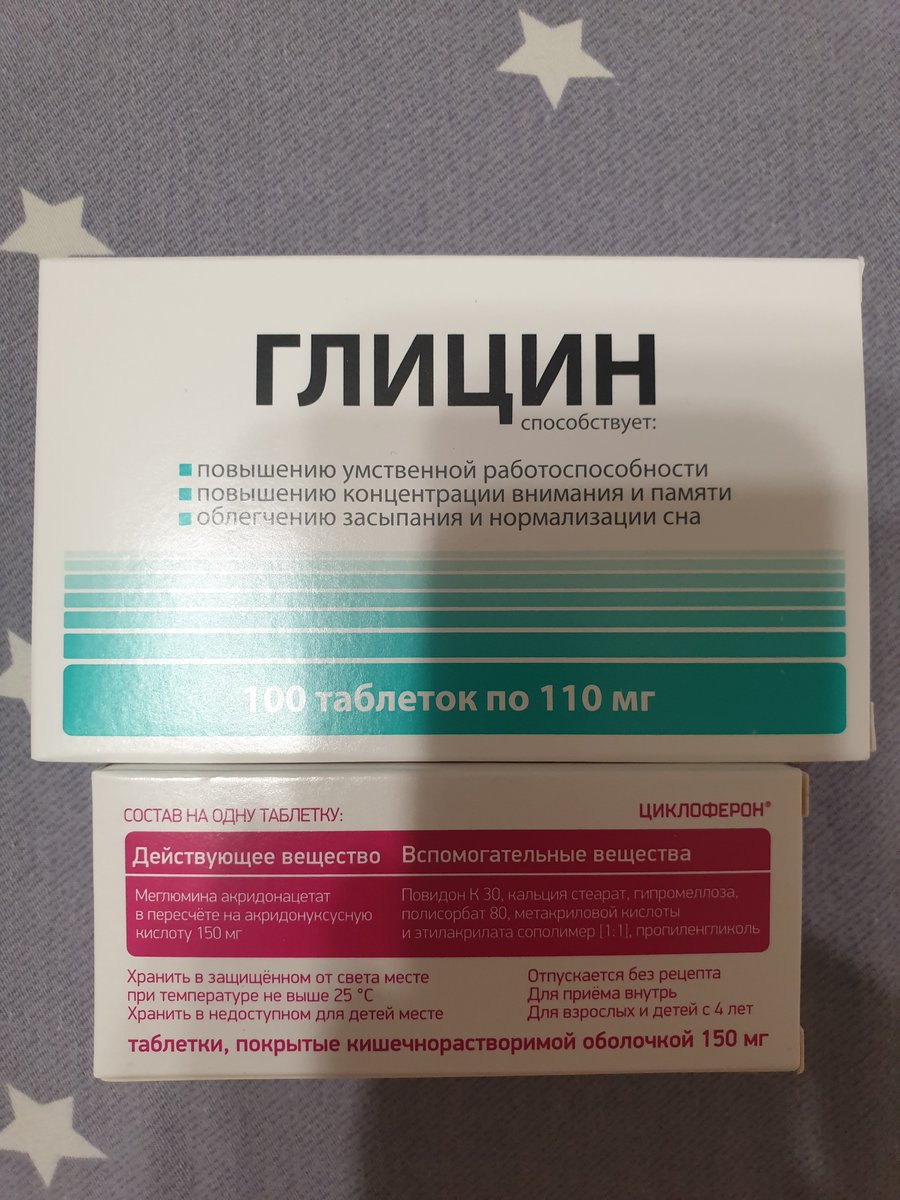 ГЛИЦИН
способствует:
повышению умственной работоспособности
повышению концентрации внимания и памяти
облегчению засыпания и нормализации сна
100 таблеток по 110 мг
СОСТАВ НА ОДНУ ТАБЛЕТКУ:
ЦИКЛОФЕРОН®
Действующее вещество
Меглюмина акридонацетат
в пересчёте на акридонуксусную
кислоту 150 мг
Вспомогательные вещества
Повидон К 30, кальция стеарат, гипромеллоза,
полисорбат 80, метакриловой кислоты
и этилакрилата сополимер [1:1], пропиленгликоль
Хранить в защищённом от света месте
при температуре не выше 25 °C
Хранить в недоступном для детей месте
Отпускается без рецепта
Для приёма внутрь
Для взрослых и детей с 4 лет
таблетки, покрытые кишечнорастворимой оболочкой 150 мг